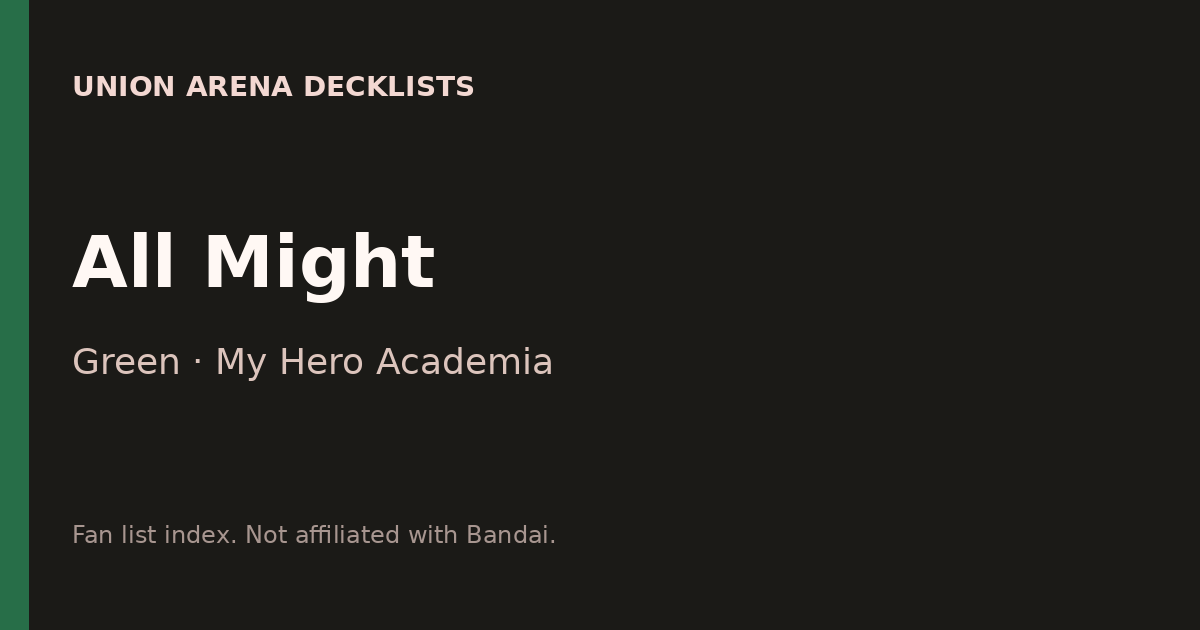 UNION ARENA DECKLISTS
All Might
Green · My Hero Academia
Fan list index. Not affiliated with Bandai.